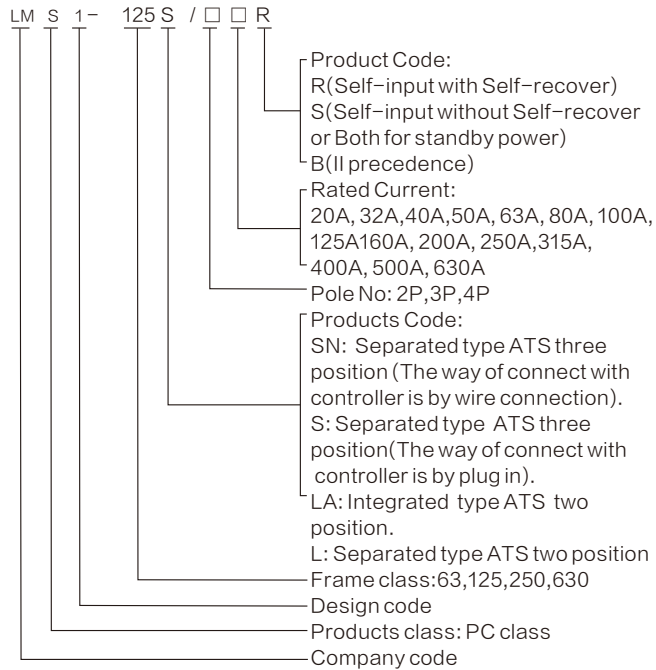 LM S 1- 125 S / □ □ R
Product Code:
R(Self-input with Self-recover)
S(Self-input without Self-recover
or Both for standby power)
B(II precedence)
Rated Current:
20A, 32A,40A,50A, 63A, 80A, 100A,
125A160A, 200A, 250A,315A,
400A, 500A, 630A
Pole No: 2P,3P,4P
Products Code:
SN: Separated type ATS three
position (The way of connect with
controller is by wire connection).
S: Separated type ATS three
position(The way of connect with
controller is by plug in).
LA: Integrated type ATS two
position.
L: Separated type ATS two position
Frame class:63,125,250,630
Design code
Products class: PC class
Company code